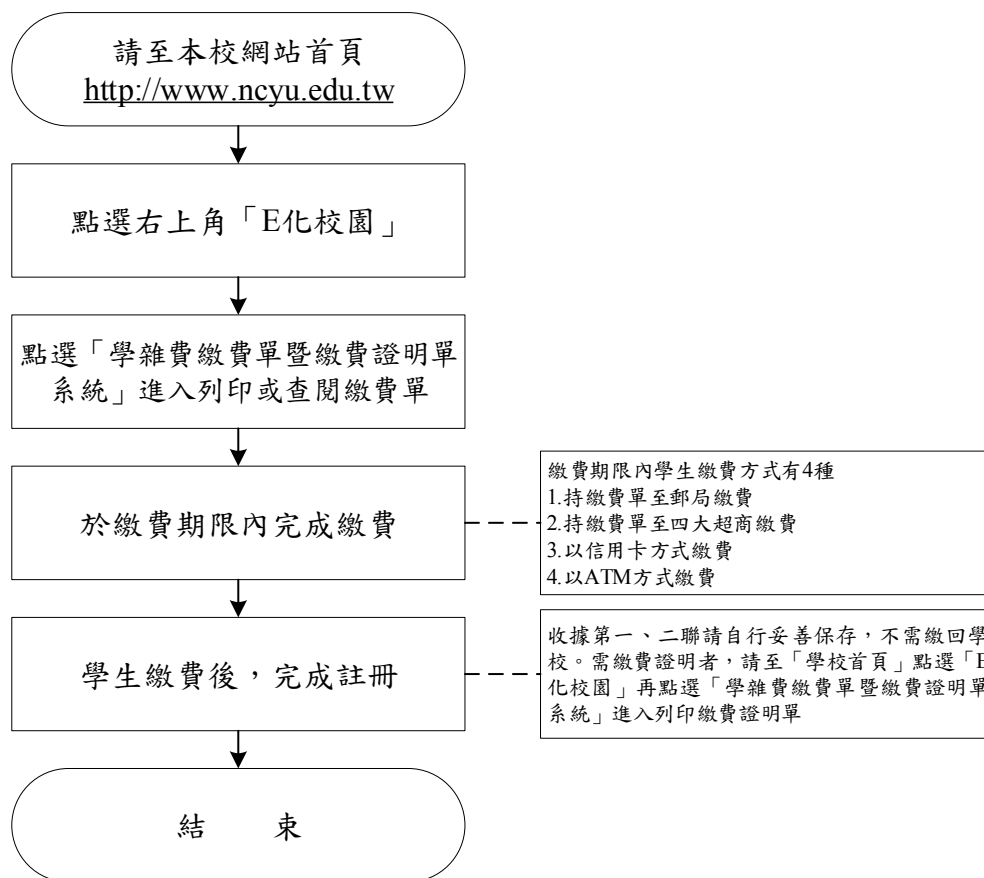 請至本校網站首頁
http://www.ncyu.edu.tw
點選右上角「E化校園」
點選「學雜費繳費單暨繳費證明單
系統」進入列印或查閱繳費單
於繳費期限內完成繳費
繳費期限內學生繳費方式有4種
1.持繳費單至郵局繳費
2.持繳費單至四大超商繳費
3.以信用卡方式繳費
4.以ATM方式繳費
學生繳費後，完成註冊
收據第一、二聯請自行妥善保存，不需繳回學
校。需繳費證明者，請至「學校首頁」點選「E
化校園」再點選「學雜費繳費單暨繳費證明單
系統」進入列印繳費證明單
結　　束